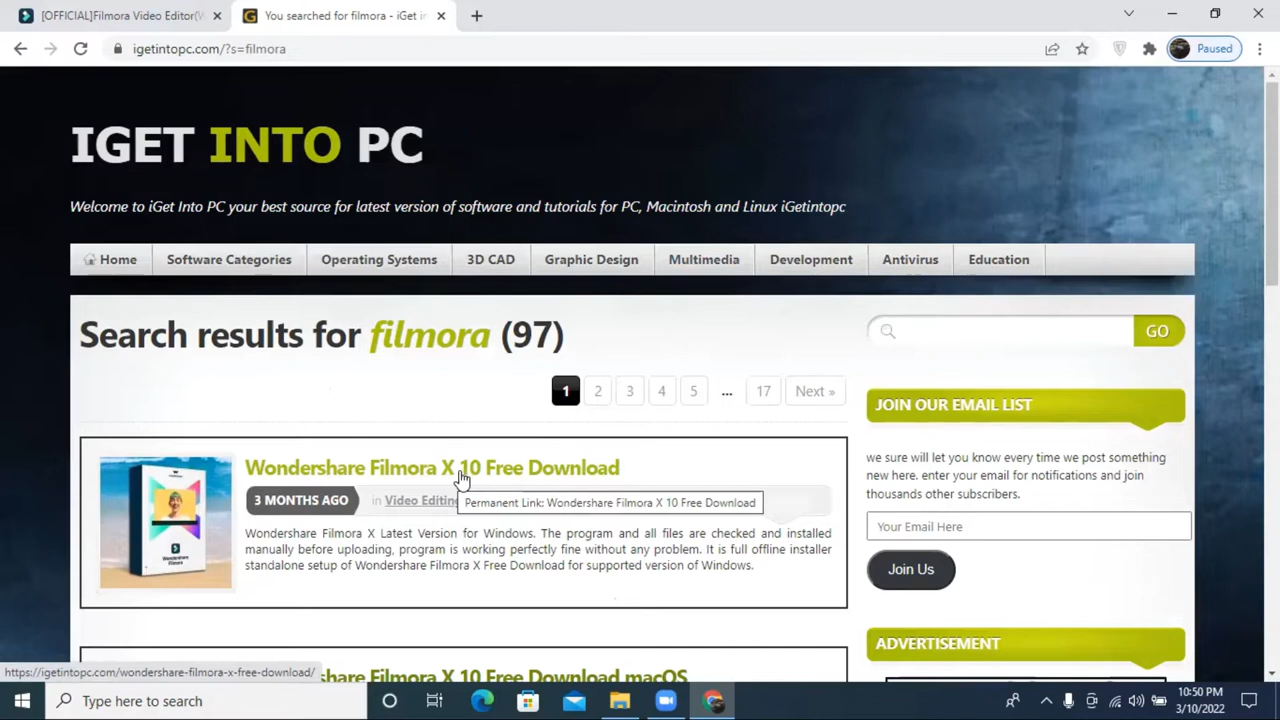 [OFFICIAL]Filmora Video Editor(W
You searched for filmora - iGet in
igetintopc.com/?s=filmora
Paused
IGET INTO PC
Welcome to iGet Into PC your best source for latest version of software and tutorials for PC, Macintosh and Linux iGetintopc
Home Software Categories Operating Systems 3D CAD Graphic Design Multimedia Development Antivirus Education
Search results for filmora (97)
GO
1 2 3 4 5 ... 17 Next »
JOIN OUR EMAIL LIST
we sure will let you know every time we post something new here. enter your email for notifications and join thousands other subscribers.
Your Email Here
Join Us
ADVERTISEMENT
Wondershare Filmora X 10 Free Download
3 MONTHS AGO in Video Editing
Permanent Link: Wondershare Filmora X 10 Free Download
Wondershare Filmora X Latest Version for Windows. The program and all files are checked and installed
manually before uploading, program is working perfectly fine without any problem. It is full offline installer
standalone setup of Wondershare Filmora X Free Download for supported version of Windows.
Wondershare
Filmora
Wondershare Filmora X 10 Free Download macOS
https://igetintopc.com/wondershare-filmora-x-free-download/
Type here to search
10:50 PM
3/10/2022